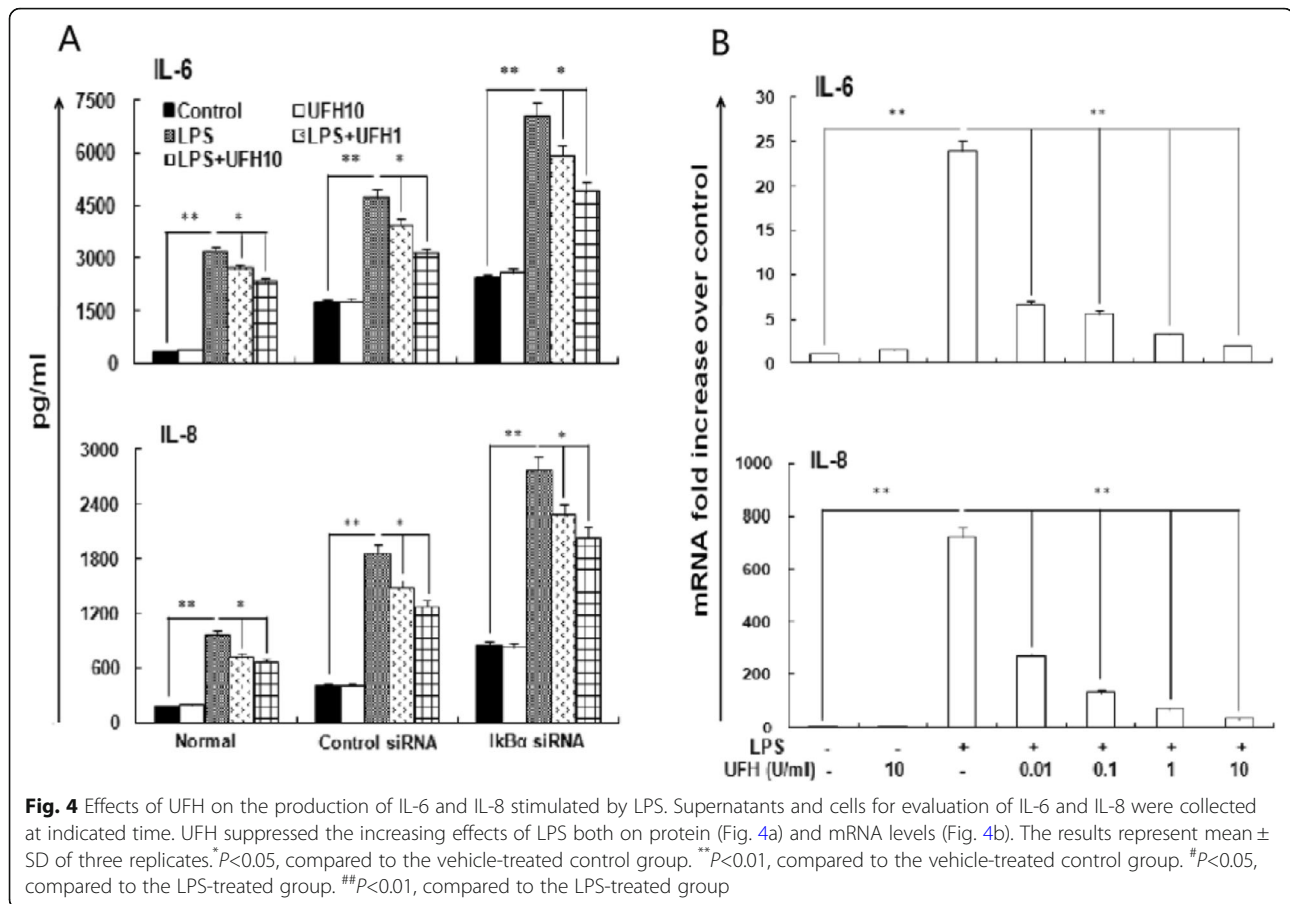 A
IL-6
7500
6000
4500
3000
1500
0
Control
UFH10
LPS
LPS+UFH1
LPS+UFH10
** * ** * ** *
pg/ml
IL-8
3000
2400
1800
1200
600
0
** * ** * ** *
Normal Control siRNA IkBα siRNA
B
IL-6
30
25
20
15
10
5
0
** **
mRNA fold increase over control
IL-8
1000
800
600
400
200
0
** **
LPS - - + + + + +
UFH (U/ml) - 10 - 0.01 0.1 1 10
Fig. 4 Effects of UFH on the production of IL-6 and IL-8 stimulated by LPS. Supernatants and cells for evaluation of IL-6 and IL-8 were collected
at indicated time. UFH suppressed the increasing effects of LPS both on protein (Fig. 4a) and mRNA levels (Fig. 4b). The results represent mean ±
SD of three replicates.*P<0.05, compared to the vehicle-treated control group. **P<0.01, compared to the vehicle-treated control group. #P<0.05,
compared to the LPS-treated group. ##P<0.01, compared to the LPS-treated group